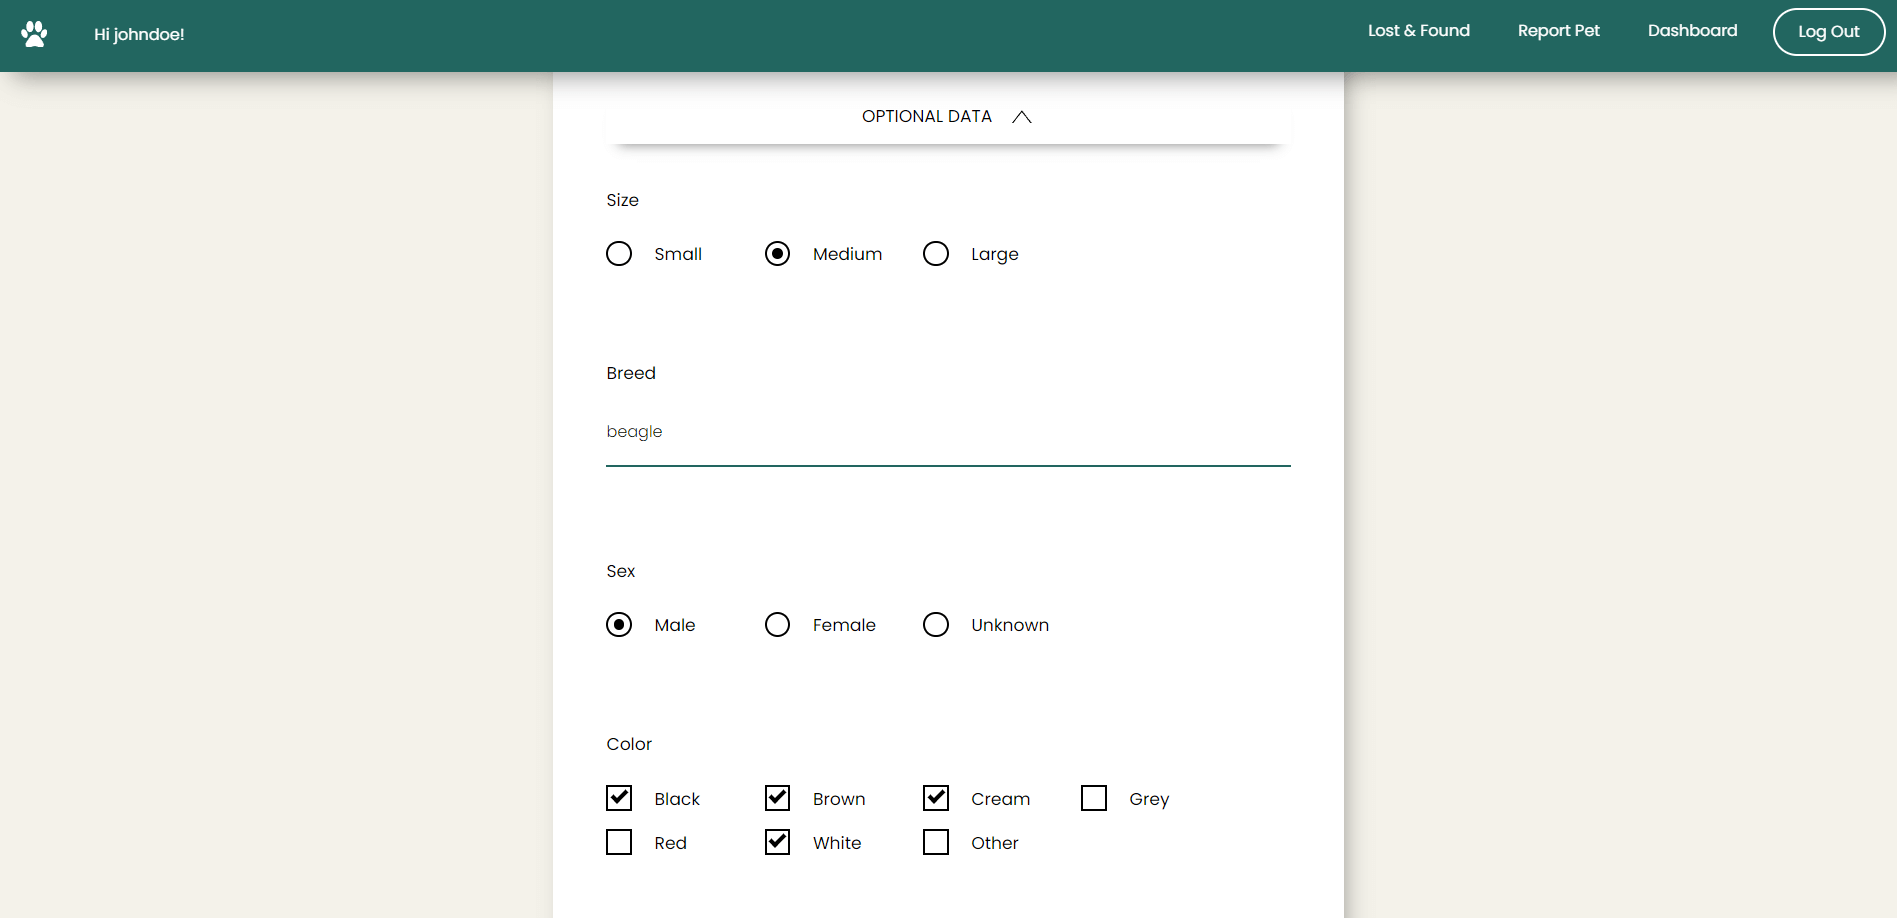 Hi johndoe!
Lost & Found Report Pet Dashboard Log Out
OPTIONAL DATA
Size
Small Medium Large
Breed
beagle
Sex
Male Female Unknown
Color
Black Brown Cream Grey
Red White Other